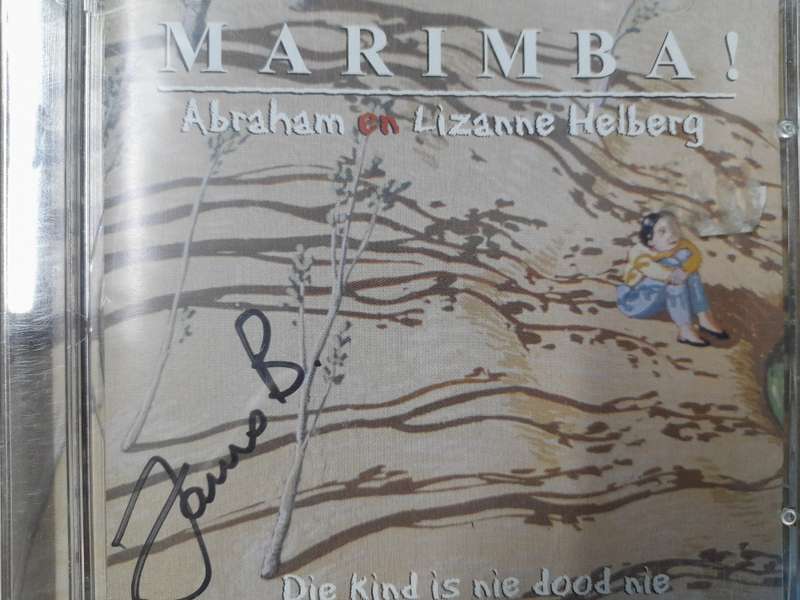 MARIMBA!
Abraham en Lizanne Helberg
B.
Die Kind is nie dood nie